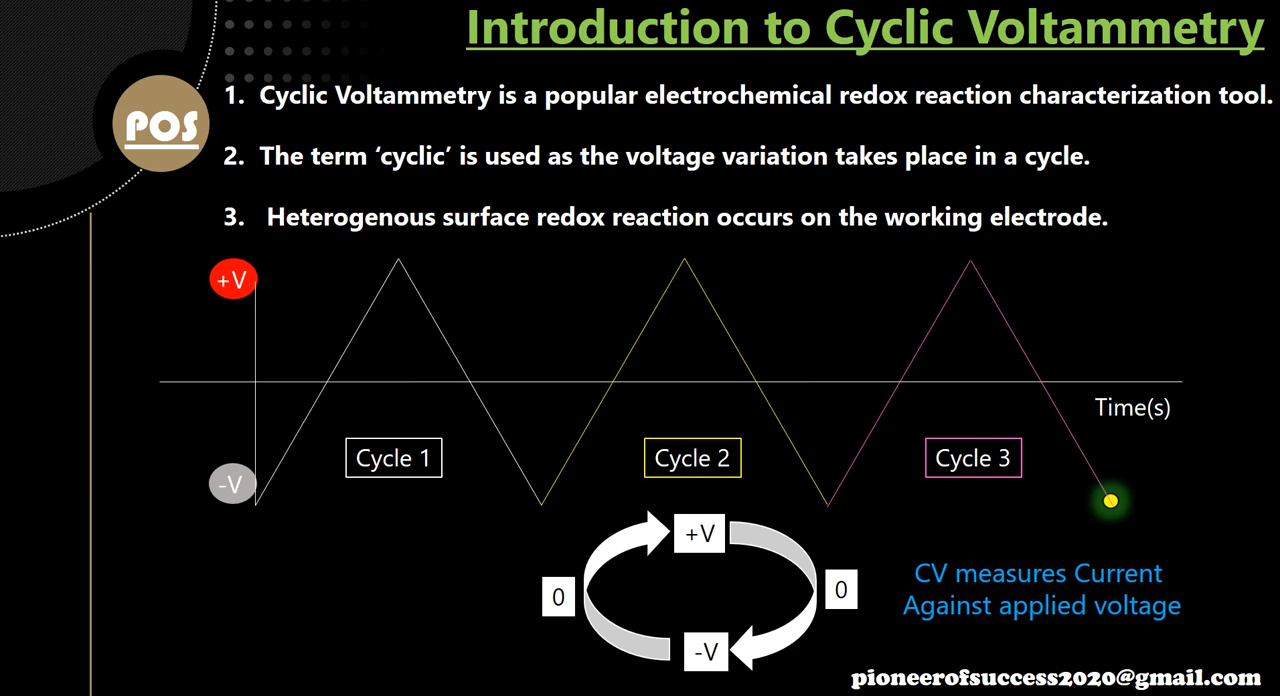 Introduction to Cyclic Voltammetry
POS
1. Cyclic Voltammetry is a popular electrochemical redox reaction characterization tool.
2. The term ‘cyclic’ is used as the voltage variation takes place in a cycle.
3. Heterogenous surface redox reaction occurs on the working electrode.
+V
Time(s)
Cycle 1
Cycle 2
Cycle 3
-V
+V
0
0
-V
CV measures Current
Against applied voltage
pioneerofsuccess2020@gmail.com